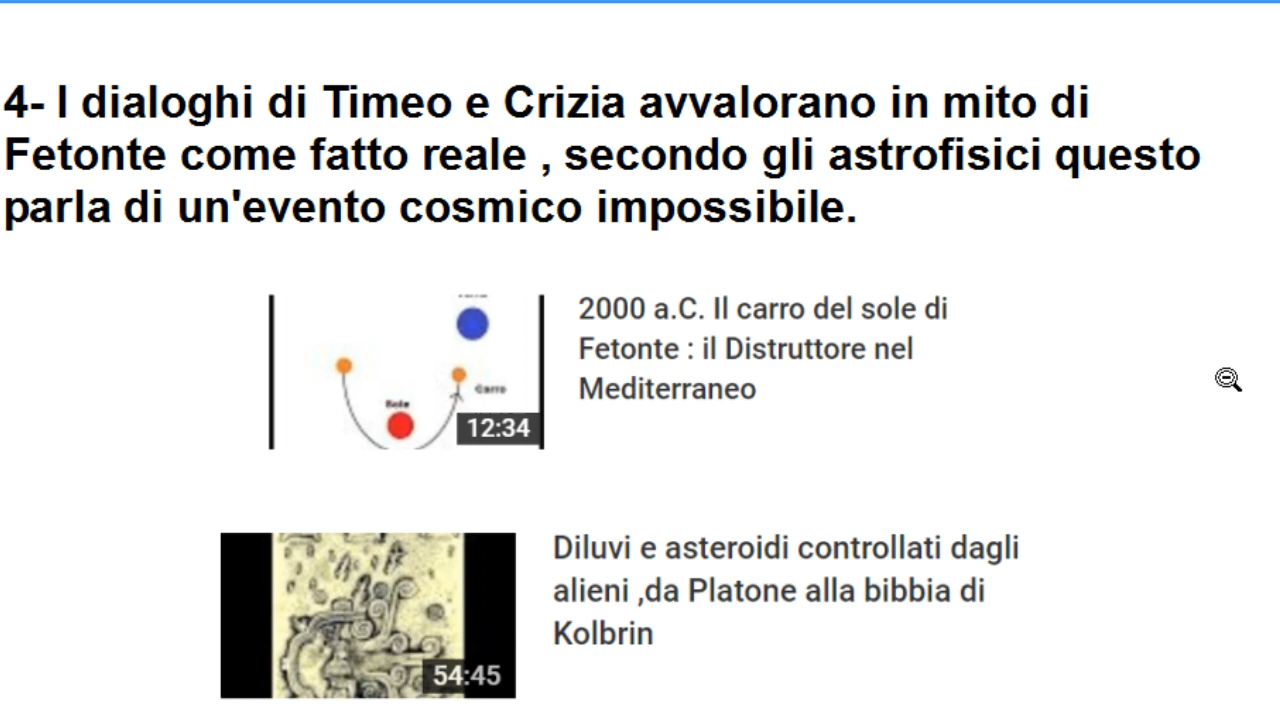 4- I dialoghi di Timeo e Crizia avvalorano in mito di
Fetonte come fatto reale , secondo gli astrofisici questo
parla di un'evento cosmico impossibile.
2000 a.C. Il carro del sole di
Fetonte : il Distruttore nel
Mediterraneo
Carro
Sole
12:34
Diluvi e asteroidi controllati dagli
alieni ,da Platone alla bibbia di
Kolbrin
54:45